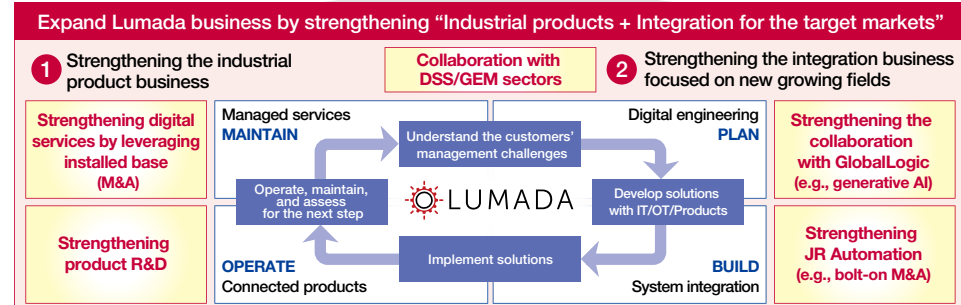 Expand Lumada business by strengthening “Industrial products + Integration for the target markets”
1 Strengthening the industrial
product business
Collaboration with
DSS/GEM sectors
2 Strengthening the integration business
focused on new growing fields
Strengthening digital
services by leveraging
installed base
(M&A)
Strengthening
product R&D
Managed services
MAINTAIN
Digital engineering
PLAN
Understand the customers’
management challenges
Operate, maintain,
and assess
for the next step
LUMADA
Develop solutions
with IT/OT/Products
Implement solutions
OPERATE
Connected products
BUILD
System integration
Strengthening the
collaboration
with GlobalLogic
(e.g., generative AI)
Strengthening
JR Automation
(e.g., bolt-on M&A)